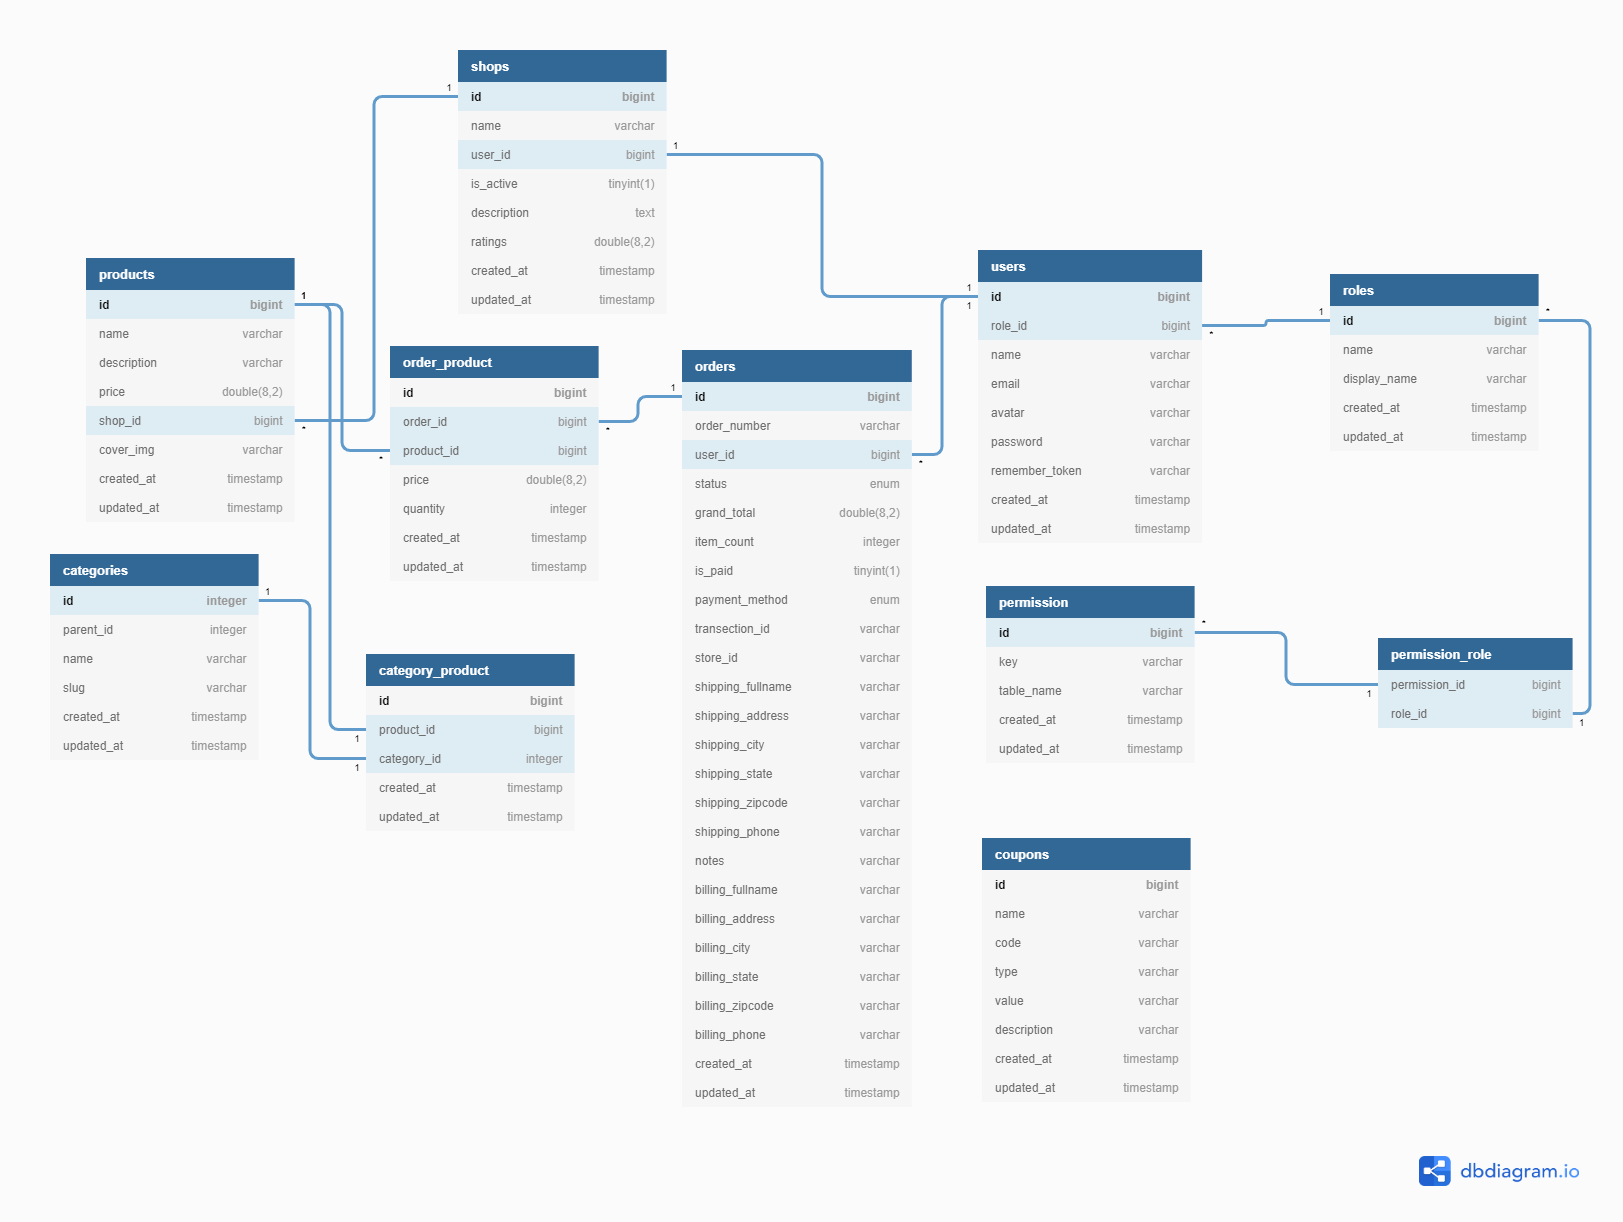 shops
1
id bigint
name varchar
1
user_id bigint
is_active tinyint(1)
description text
ratings double(8,2)
created_at timestamp
updated_at timestamp
products
1
id bigint
name varchar
description varchar
price double(8,2)
shop_id bigint
*
cover_img varchar
created_at timestamp
updated_at timestamp
order_product
id bigint
order_id bigint
*
product_id bigint
*
price double(8,2)
quantity integer
created_at timestamp
updated_at timestamp
orders
1
id bigint
order_number varchar
user_id bigint
*
status enum
grand_total double(8,2)
item_count integer
is_paid tinyint(1)
payment_method enum
transection_id varchar
store_id varchar
shipping_fullname varchar
shipping_address varchar
shipping_city varchar
shipping_state varchar
shipping_zipcode varchar
shipping_phone varchar
notes varchar
billing_fullname varchar
billing_address varchar
billing_city varchar
billing_state varchar
billing_zipcode varchar
billing_phone varchar
created_at timestamp
updated_at timestamp
users
1
id bigint
1
role_id bigint
*
name varchar
email varchar
avatar varchar
password varchar
remember_token varchar
created_at timestamp
updated_at timestamp
roles
1
*
id bigint
name varchar
display_name varchar
created_at timestamp
updated_at timestamp
categories
1
id integer
parent_id integer
name varchar
slug varchar
created_at timestamp
updated_at timestamp
category_product
id bigint
product_id bigint
1
category_id integer
1
created_at timestamp
updated_at timestamp
permission
*
id bigint
key varchar
table_name varchar
created_at timestamp
updated_at timestamp
permission_role
permission_id bigint
1
role_id bigint
1
coupons
id bigint
name varchar
code varchar
type varchar
value varchar
description varchar
created_at timestamp
updated_at timestamp
dbdiagram.io